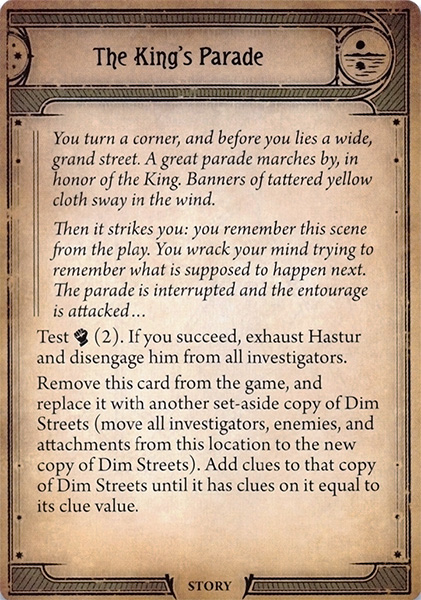 The King's Parade
You turn a corner, and before you lies a wide,
grand street. A great parade marches by, in
honor of the King. Banners of tattered yellow
cloth sway in the wind.
Then it strikes you: you remember this scene
from the play. You wrack your mind trying to
remember what is supposed to happen next.
The parade is interrupted and the entourage
is attacked…
Test (2). If you succeed, exhaust Hastur
and disengage him from all investigators.
Remove this card from the game, and
replace it with another set-aside copy of Dim
Streets (move all investigators, enemies, and
attachments from this location to the new
copy of Dim Streets). Add clues to that copy
of Dim Streets until it has clues on it equal to
its clue value.
STORY